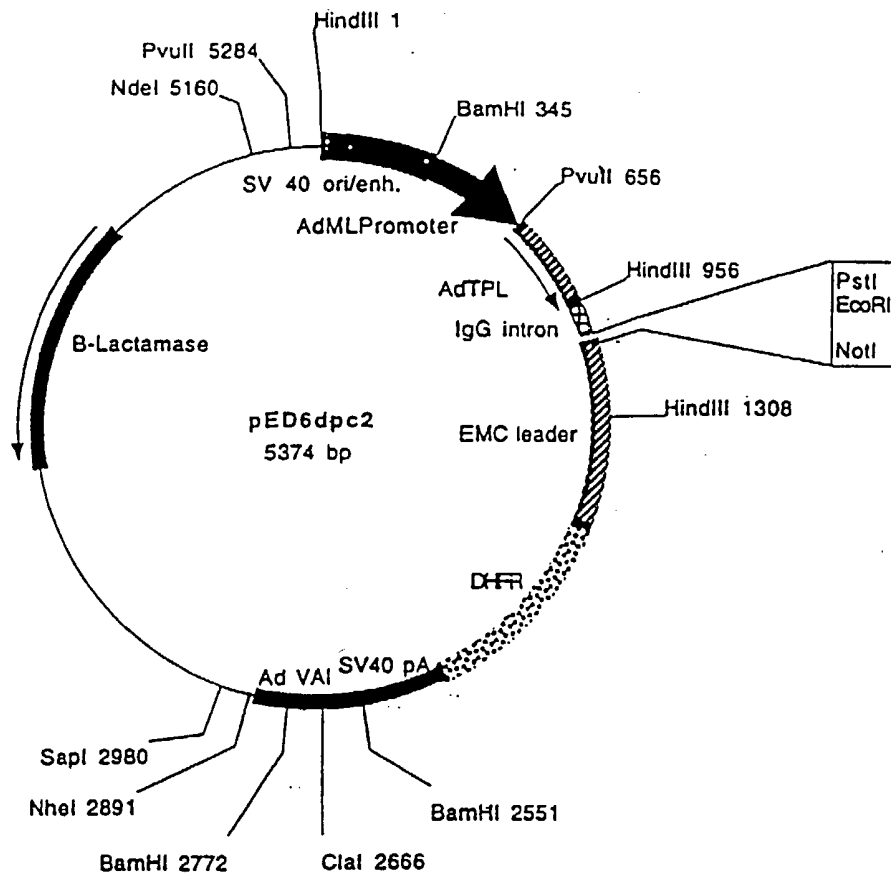 HindIII 1
PvuII 5284
NdeI 5160
BamHI 345
SV 40 ori/enh.
PvuII 656
AdMLPromoter
HindIII 956
AdTPL
PstI
EcoRI
IgG intron
NotI
B-Lactamase
HindIII 1308
pED6dpc2
EMC leader
5374 bp
DHFR
Ad VAI
SV40 pA
SapI 2980
NheI 2891
BamHI 2551
BamHI 2772
ClaI 2666